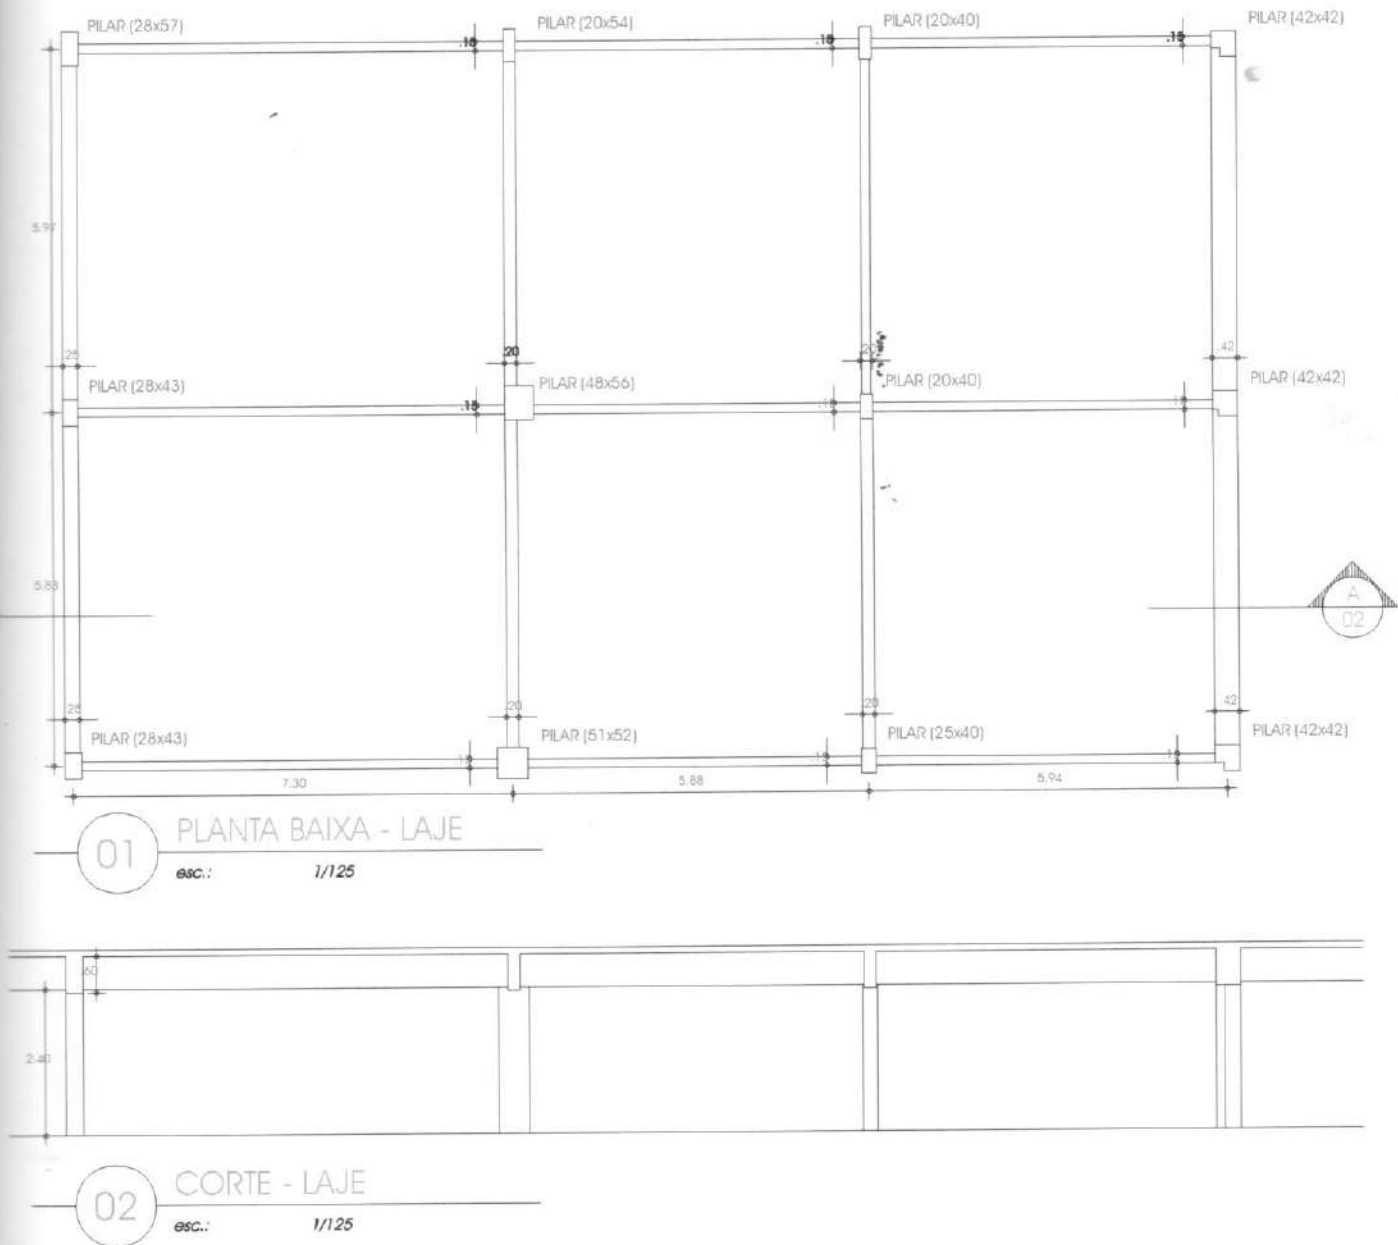 PILAR (28x57)
PILAR (20x54)
PILAR (20x40)
PILAR (42x42)
.15
.15
.15
5.97
.20
.42
PILAR (28x43)
PILAR (48x56)
PILAR (20x40)
PILAR (42x42)
.15
.15
5.88
A
02
.20
.20
.42
PILAR (28x43)
PILAR (51x52)
PILAR (25x40)
PILAR (42x42)
7.30
5.88
5.94
01
PLANTA BAIXA - LAJE
esc.: 1/125
.60
2.40
02
CORTE - LAJE
esc.: 1/125